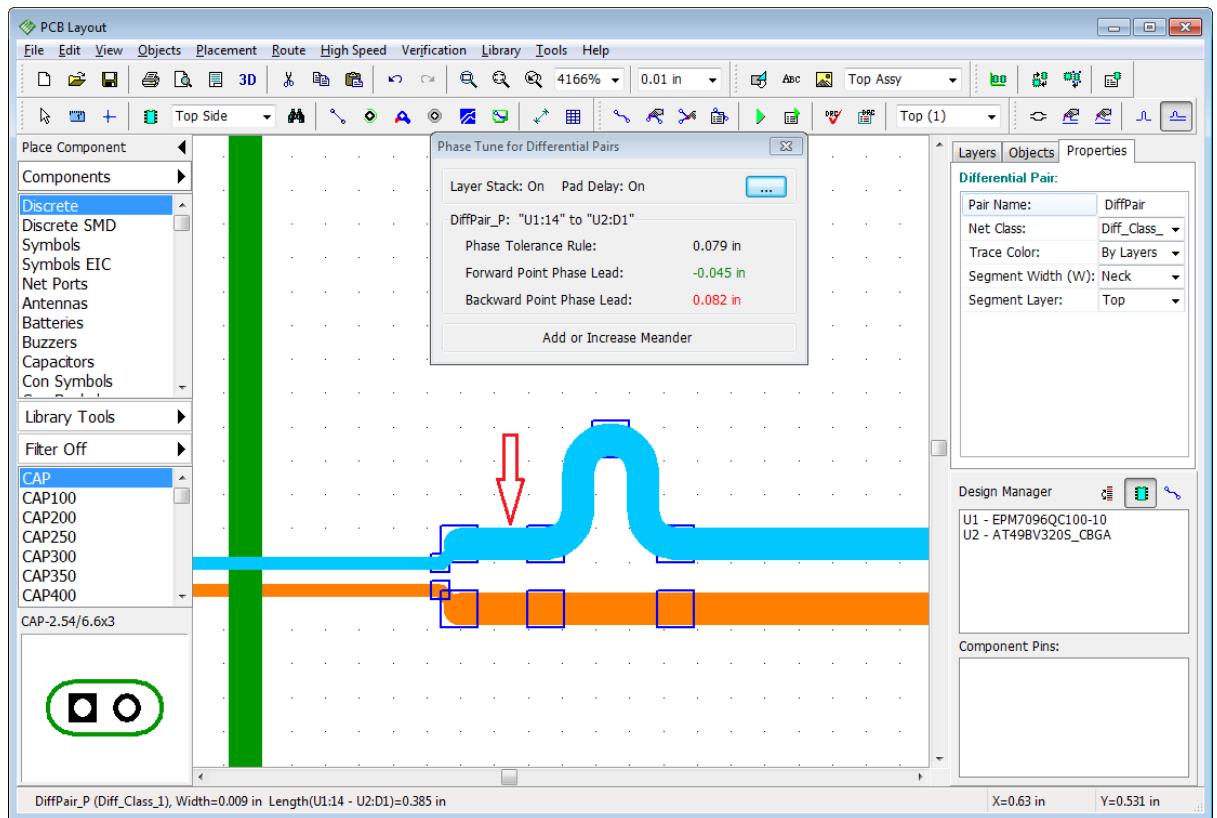 PCB Layout
File Edit View Objects Placement Route High Speed Verification Library Tools Help
3D 4166% 0.01 in ABC Top Assy
Top Side DRC Top (1)
Place Component
Components
Discrete
Discrete SMD
Symbols
Symbols EIC
Net Ports
Antennas
Batteries
Buzzers
Capacitors
Con Symbols
Library Tools
Filter Off
CAP
CAP100
CAP200
CAP250
CAP300
CAP350
CAP400
CAP-2.54/6.6x3
Phase Tune for Differential Pairs
Layer Stack: On Pad Delay: On ...
DiffPair_P: "U1:14" to "U2:D1"
Phase Tolerance Rule: 0.079 in
Forward Point Phase Lead: -0.045 in
Backward Point Phase Lead: 0.082 in
Add or Increase Meander
Layers Objects Properties
Differential Pair:
Pair Name: DiffPair
Net Class: Diff_Class_
Trace Color: By Layers
Segment Width (W): Neck
Segment Layer: Top
Design Manager
U1 - EPM7096QC100-10
U2 - AT49BV320S_CBGA
Component Pins:
DiffPair_P (Diff_Class_1), Width=0.009 in Length(U1:14 - U2:D1)=0.385 in X=0.63 in Y=0.531 in